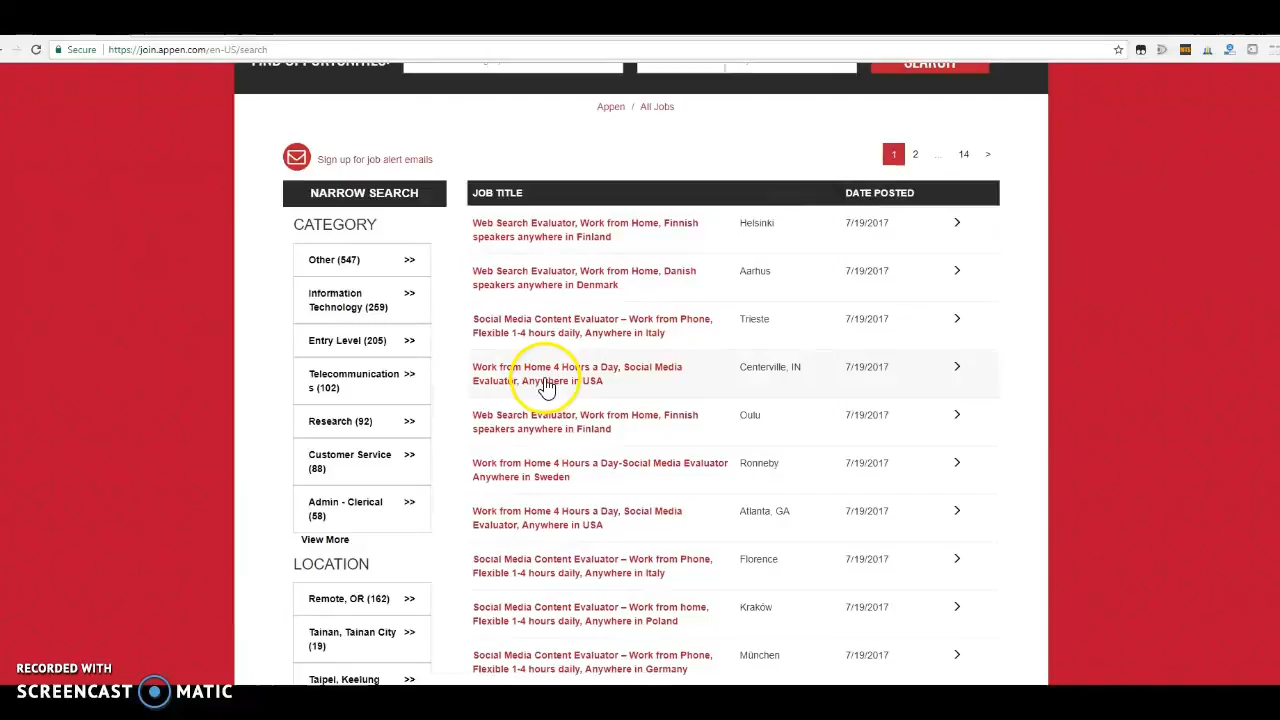 Secure
https://join.appen.com/en-US/search
FIND OPPORTUNITIES:
SEARCH
Appen / All Jobs
Sign up for job alert emails
1 2 ... 14 >
NARROW SEARCH
CATEGORY
Other (547) >>
Information >>
Technology (259)
Entry Level (205) >>
Telecommunication >>
s (102)
Research (92) >>
Customer Service >>
(88)
Admin - Clerical >>
(58)
View More
LOCATION
Remote, OR (162) >>
Tainan, Tainan City >>
(19)
Taipei, Keelung
JOB TITLE DATE POSTED
Web Search Evaluator, Work from Home, Finnish Helsinki 7/19/2017
speakers anywhere in Finland
Web Search Evaluator, Work from Home, Danish Aarhus 7/19/2017
speakers anywhere in Denmark
Social Media Content Evaluator – Work from Phone, Trieste 7/19/2017
Flexible 1-4 hours daily, Anywhere in Italy
Work from Home 4 Hours a Day, Social Media Centerville, IN 7/19/2017
Evaluator, Anywhere in USA
Web Search Evaluator, Work from Home, Finnish Oulu 7/19/2017
speakers anywhere in Finland
Work from Home 4 Hours a Day-Social Media Evaluator Ronneby 7/19/2017
Anywhere in Sweden
Work from Home 4 Hours a Day, Social Media Atlanta, GA 7/19/2017
Evaluator, Anywhere in USA
Social Media Content Evaluator – Work from Phone, Florence 7/19/2017
Flexible 1-4 hours daily, Anywhere in Italy
Social Media Content Evaluator – Work from home, Kraków 7/19/2017
Flexible 1-4 hours daily, Anywhere in Poland
Social Media Content Evaluator – Work from Phone, München 7/19/2017
Flexible 1-4 hours daily, Anywhere in Germany
RECORDED WITH
SCREENCAST MATIC